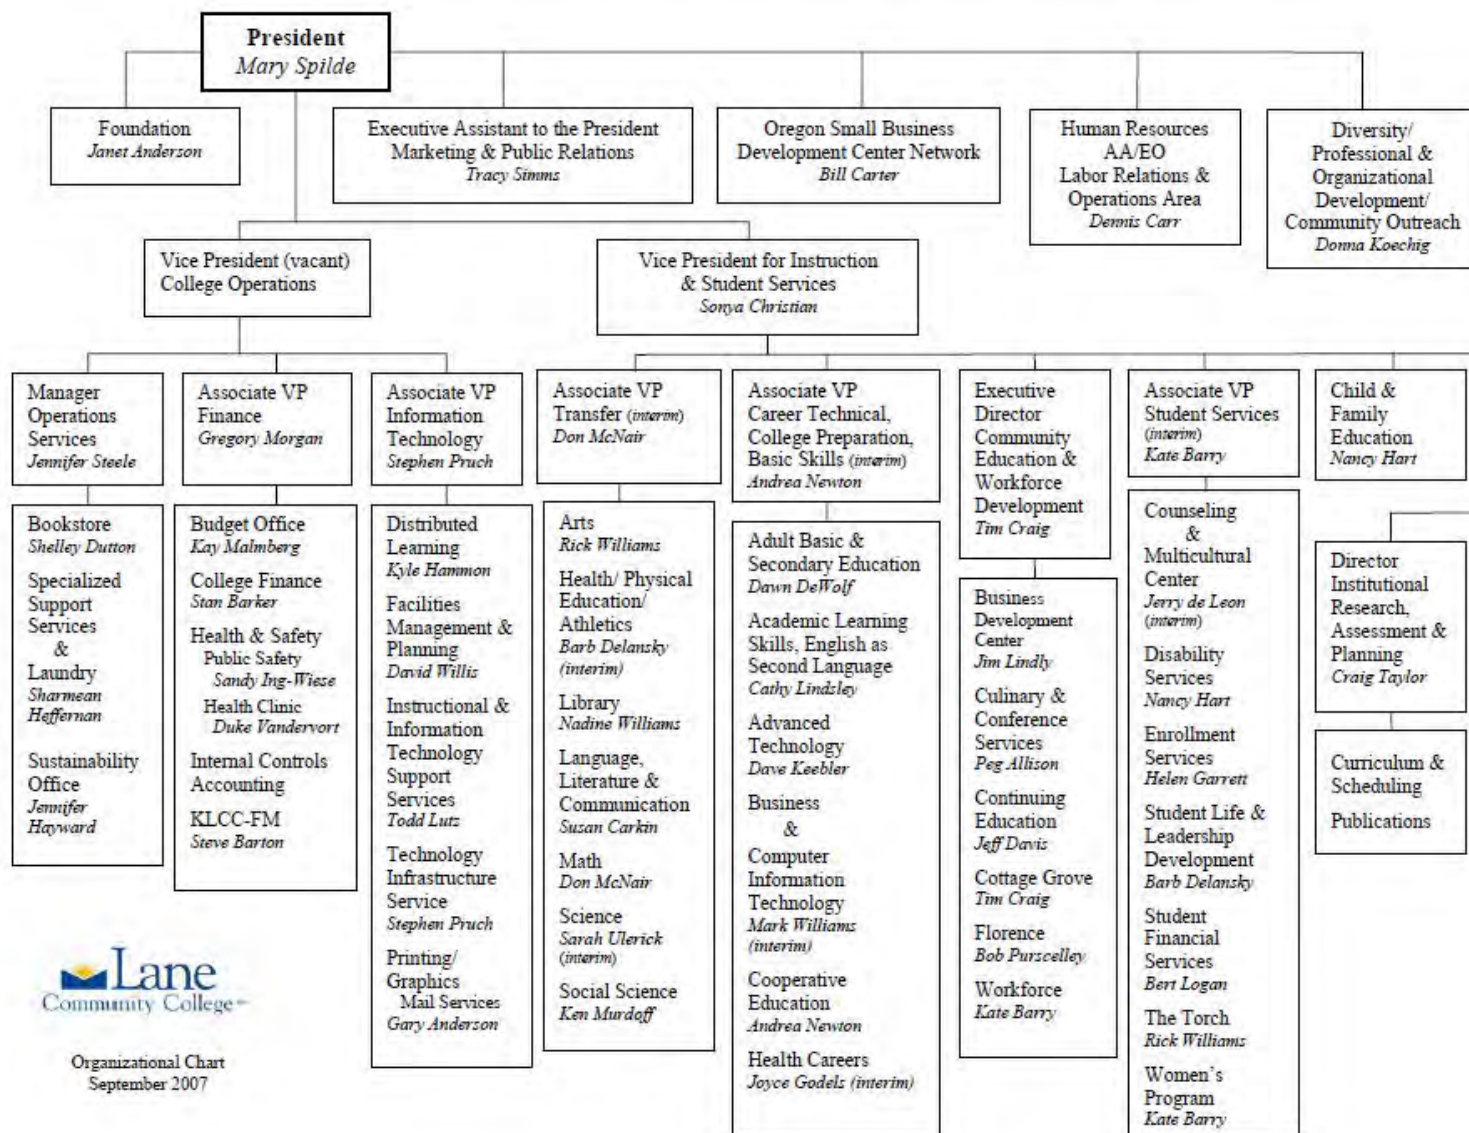 President
Mary Spilde
Foundation
Janet Anderson
Executive Assistant to the President
Marketing & Public Relations
Tracy Simms
Oregon Small Business
Development Center Network
Bill Carter
Human Resources
AA/EO
Labor Relations &
Operations Area
Dennis Carr
Diversity/
Professional &
Organizational
Development/
Community Outreach
Donna Koechig
Vice President (vacant)
College Operations
Vice President for Instruction
& Student Services
Sonya Christian
Manager
Operations
Services
Jennifer Steele
Associate VP
Finance
Gregory Morgan
Associate VP
Information
Technology
Stephen Pruch
Associate VP
Transfer (interim)
Don McNair
Associate VP
Career Technical,
College Preparation,
Basic Skills (interim)
Andrea Newton
Executive
Director
Community
Education &
Workforce
Development
Tim Craig
Associate VP
Student Services
(interim)
Kate Barry
Child &
Family
Education
Nancy Hart
Bookstore
Shelley Dutton
Specialized
Support
Services
&
Laundry
Sharmean
Heffernan
Sustainability
Office
Jennifer
Hayward
Budget Office
Kay Malmberg
College Finance
Stan Barker
Health & Safety
Public Safety
Sandy Ing-Wiese
Health Clinic
Duke Vandervort
Internal Controls
Accounting
KLCC-FM
Steve Barton
Distributed
Learning
Kyle Hammon
Facilities
Management &
Planning
David Willis
Instructional &
Information
Technology
Support
Services
Todd Lutz
Technology
Infrastructure
Service
Stephen Pruch
Printing/
Graphics
Mail Services
Gary Anderson
Arts
Rick Williams
Health/ Physical
Education/
Athletics
Barb Delansky
(interim)
Library
Nadine Williams
Language,
Literature &
Communication
Susan Carkin
Math
Don McNair
Science
Sarah Ulerick
(interim)
Social Science
Ken Murdoff
Adult Basic &
Secondary Education
Dawn DeWolf
Academic Learning
Skills, English as
Second Language
Cathy Lindsley
Advanced
Technology
Dave Keebler
Business
&
Computer
Information
Technology
Mark Williams
(interim)
Cooperative
Education
Andrea Newton
Health Careers
Joyce Godels (interim)
Business
Development
Center
Jim Lindly
Culinary &
Conference
Services
Peg Allison
Continuing
Education
Jeff Davis
Cottage Grove
Tim Craig
Florence
Bob Purscelley
Workforce
Kate Barry
Counseling
&
Multicultural
Center
Jerry de Leon
(interim)
Disability
Services
Nancy Hart
Enrollment
Services
Helen Garrett
Student Life &
Leadership
Development
Barb Delansky
Student
Financial
Services
Bert Logan
The Torch
Rick Williams
Women's
Program
Kate Barry
Director
Institutional
Research,
Assessment &
Planning
Craig Taylor
Curriculum &
Scheduling
Publications
Lane
Community College
Organizational Chart
September 2007